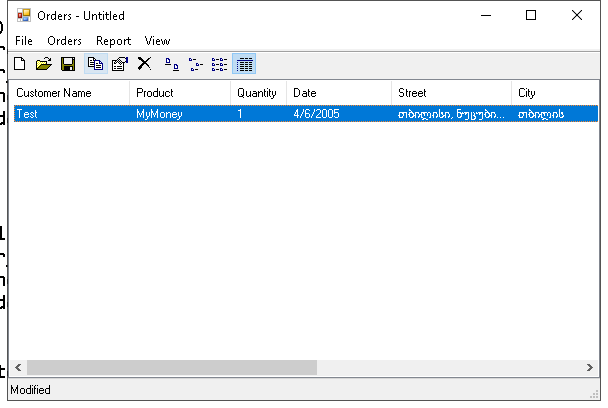 Orders - Untitled
File Orders Report View
Customer Name Product Quantity Date Street City
Test MyMoney 1 4/6/2005 თბილისი, ნუცუბი... თბილის
Modified